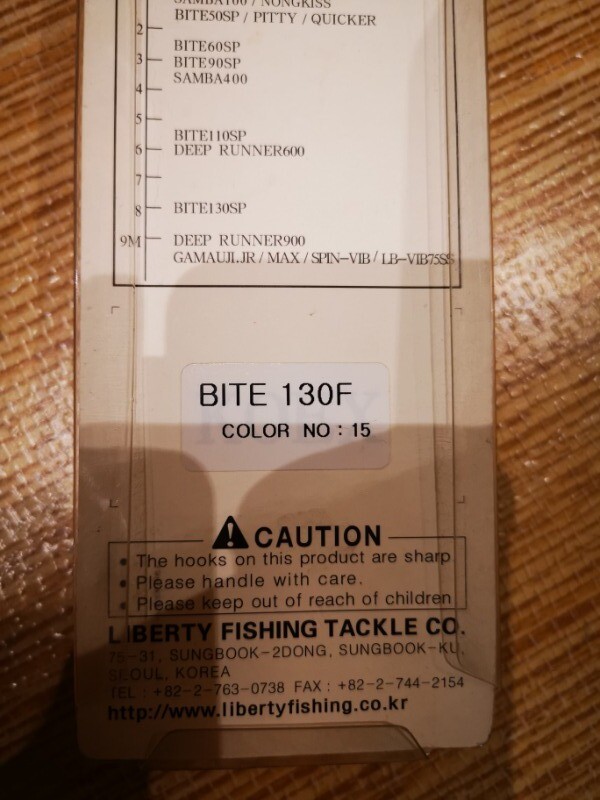 SAMBA100 / NONGKISS
BITE50SP / PITTY / QUICKER
2
BITE60SP
3 BITE90SP
SAMBA400
4
5
BITE110SP
6 DEEP RUNNER600
7
8 BITE130SP
9M DEEP RUNNER900
GAMAUJI.JR / MAX / SPIN-VIB / LB-VIB75SS
BITE 130F
COLOR NO : 15
CAUTION
• The hooks on this product are sharp
• Please handle with care.
• Please keep out of reach of children
LIBERTY FISHING TACKLE CO.
75-31, SUNGBOOK-2DONG, SUNGBOOK-KU,
SEOUL, KOREA
TEL : +82-2-763-0738 FAX : +82-2-744-2154
http://www.libertyfishing.co.kr